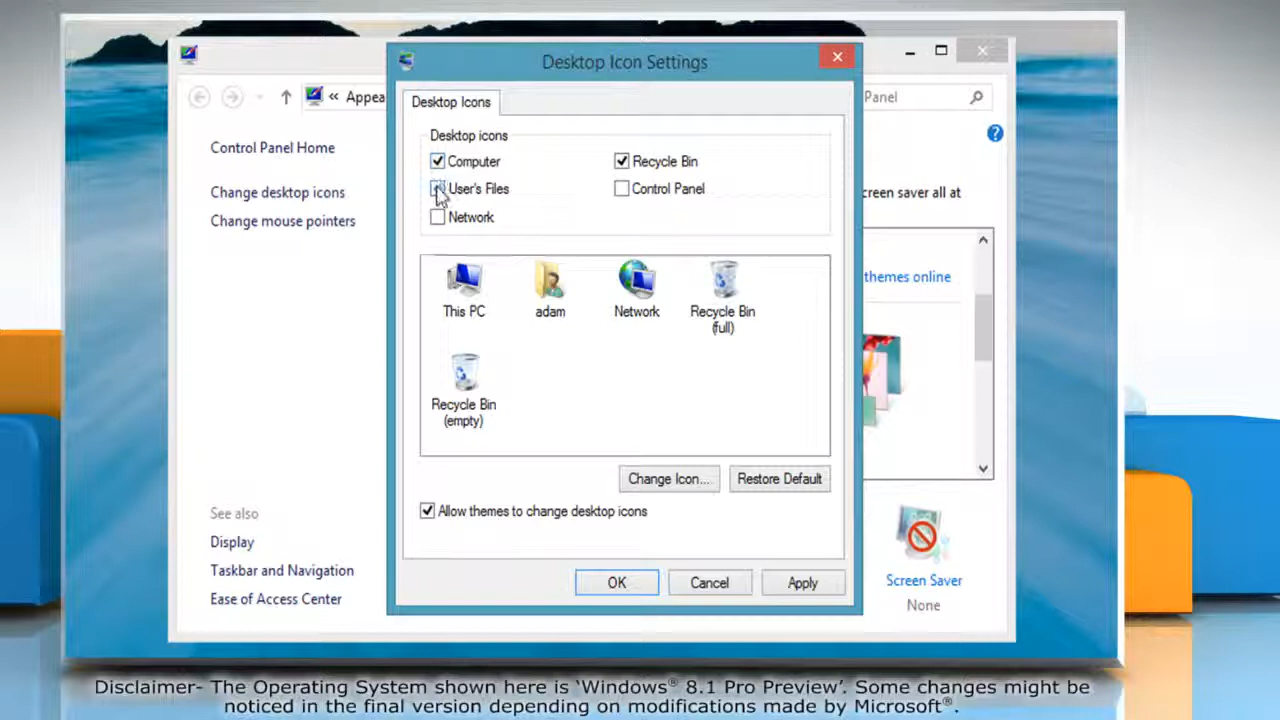 Desktop Icon Settings
« Appea
Panel
Desktop Icons
Desktop icons
Control Panel Home
Computer
Recycle Bin
Change desktop icons
User's Files
Control Panel
creen saver all at
Change mouse pointers
Network
themes online
This PC
adam
Network
Recycle Bin
(full)
Recycle Bin
(empty)
Change Icon...
Restore Default
See also
Allow themes to change desktop icons
Display
Taskbar and Navigation
OK
Cancel
Apply
Screen Saver
Ease of Access Center
None
Disclaimer- The Operating System shown here is ‘Windows® 8.1 Pro Preview’. Some changes might be
noticed in the final version depending on modifications made by Microsoft®.